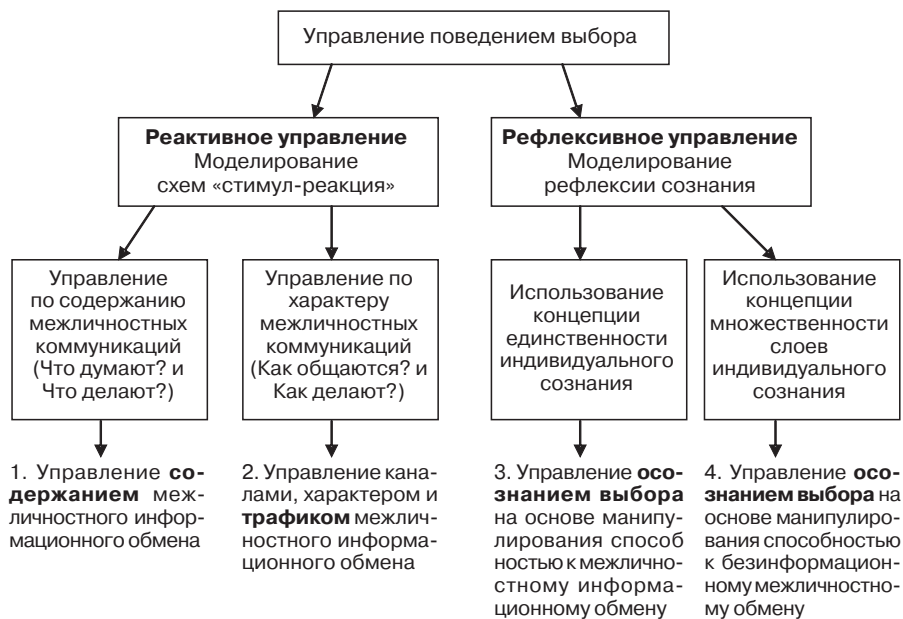 Управление поведением выбора
Реактивное управление
Моделирование
схем «стимул-реакция»
Рефлексивное управление
Моделирование
рефлексии сознания
Управление
по содержанию
межличностных
коммуникаций
(Что думают? и
Что делают?)
Управление по
характеру
межличностных
коммуникаций
(Как общаются? и
Как делают?)
Использование
концепции
единственности
индивидуального
сознания
Использование
концепции
множественности
слоев
индивидуального
сознания
1. Управление со-
держанием меж-
личностного инфор-
мационного обмена
2. Управление кана-
лами, характером и
трафиком межлич-
ностного информа-
ционного обмена
3. Управление осо-
знанием выбора
на основе манипу-
лирования способ
ностью к межлично-
стному информа-
ционному обмену
4. Управление осо-
знанием выбора на
основе манипулиро-
вания способностью
к безинформацион-
ному межличностно-
му обмену